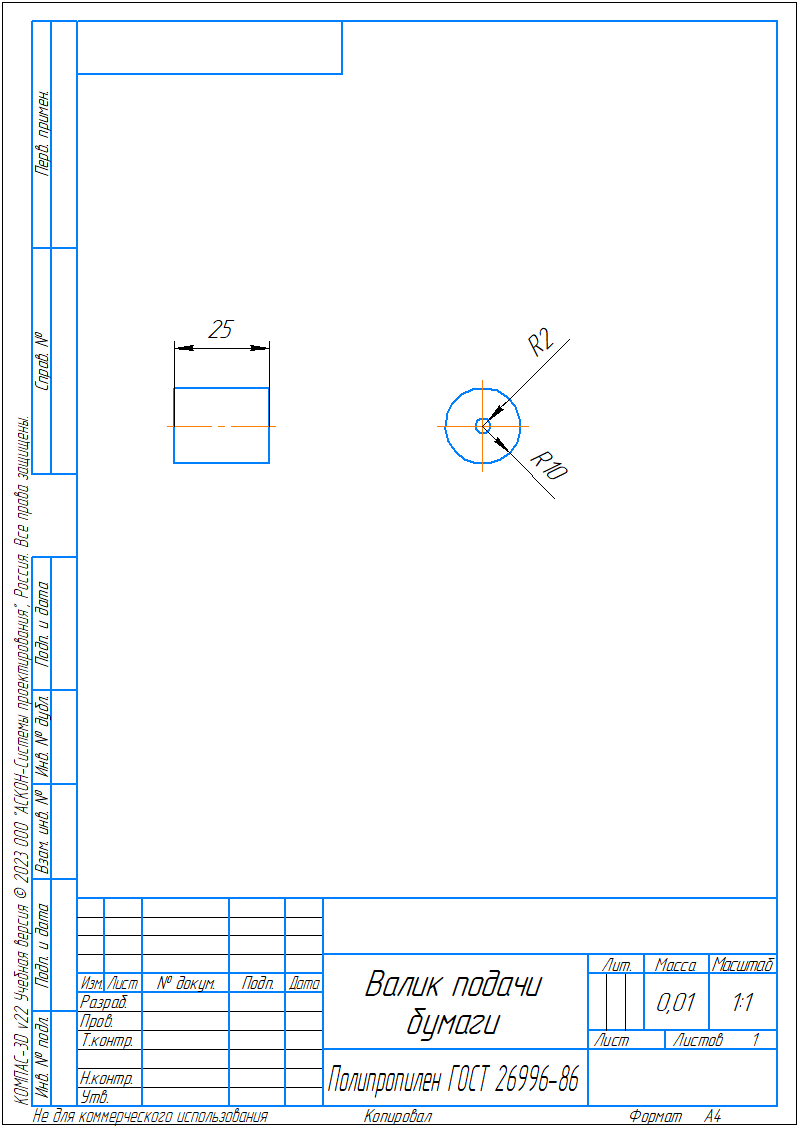 Перв. примен.
Справ. №
Подп. и дата
Инв. № дубл.
Взам. инв. №
Подп. и дата
Инв. № подл.
КОМПАС-3D v22 Учебная версия © 2023 ООО "АСКОН-Системы проектирования", Россия. Все права защищены.
25
R2
R10
Изм. Лист № докум. Подп. Дата
Разраб.
Пров.
Т.контр.
Н.контр.
Утв.
Валик подачи
бумаги
Полипропилен ГОСТ 26996-86
Лит. Масса Масштаб
0,01 1:1
Лист Листов 1
Не для коммерческого использования Копировал Формат А4